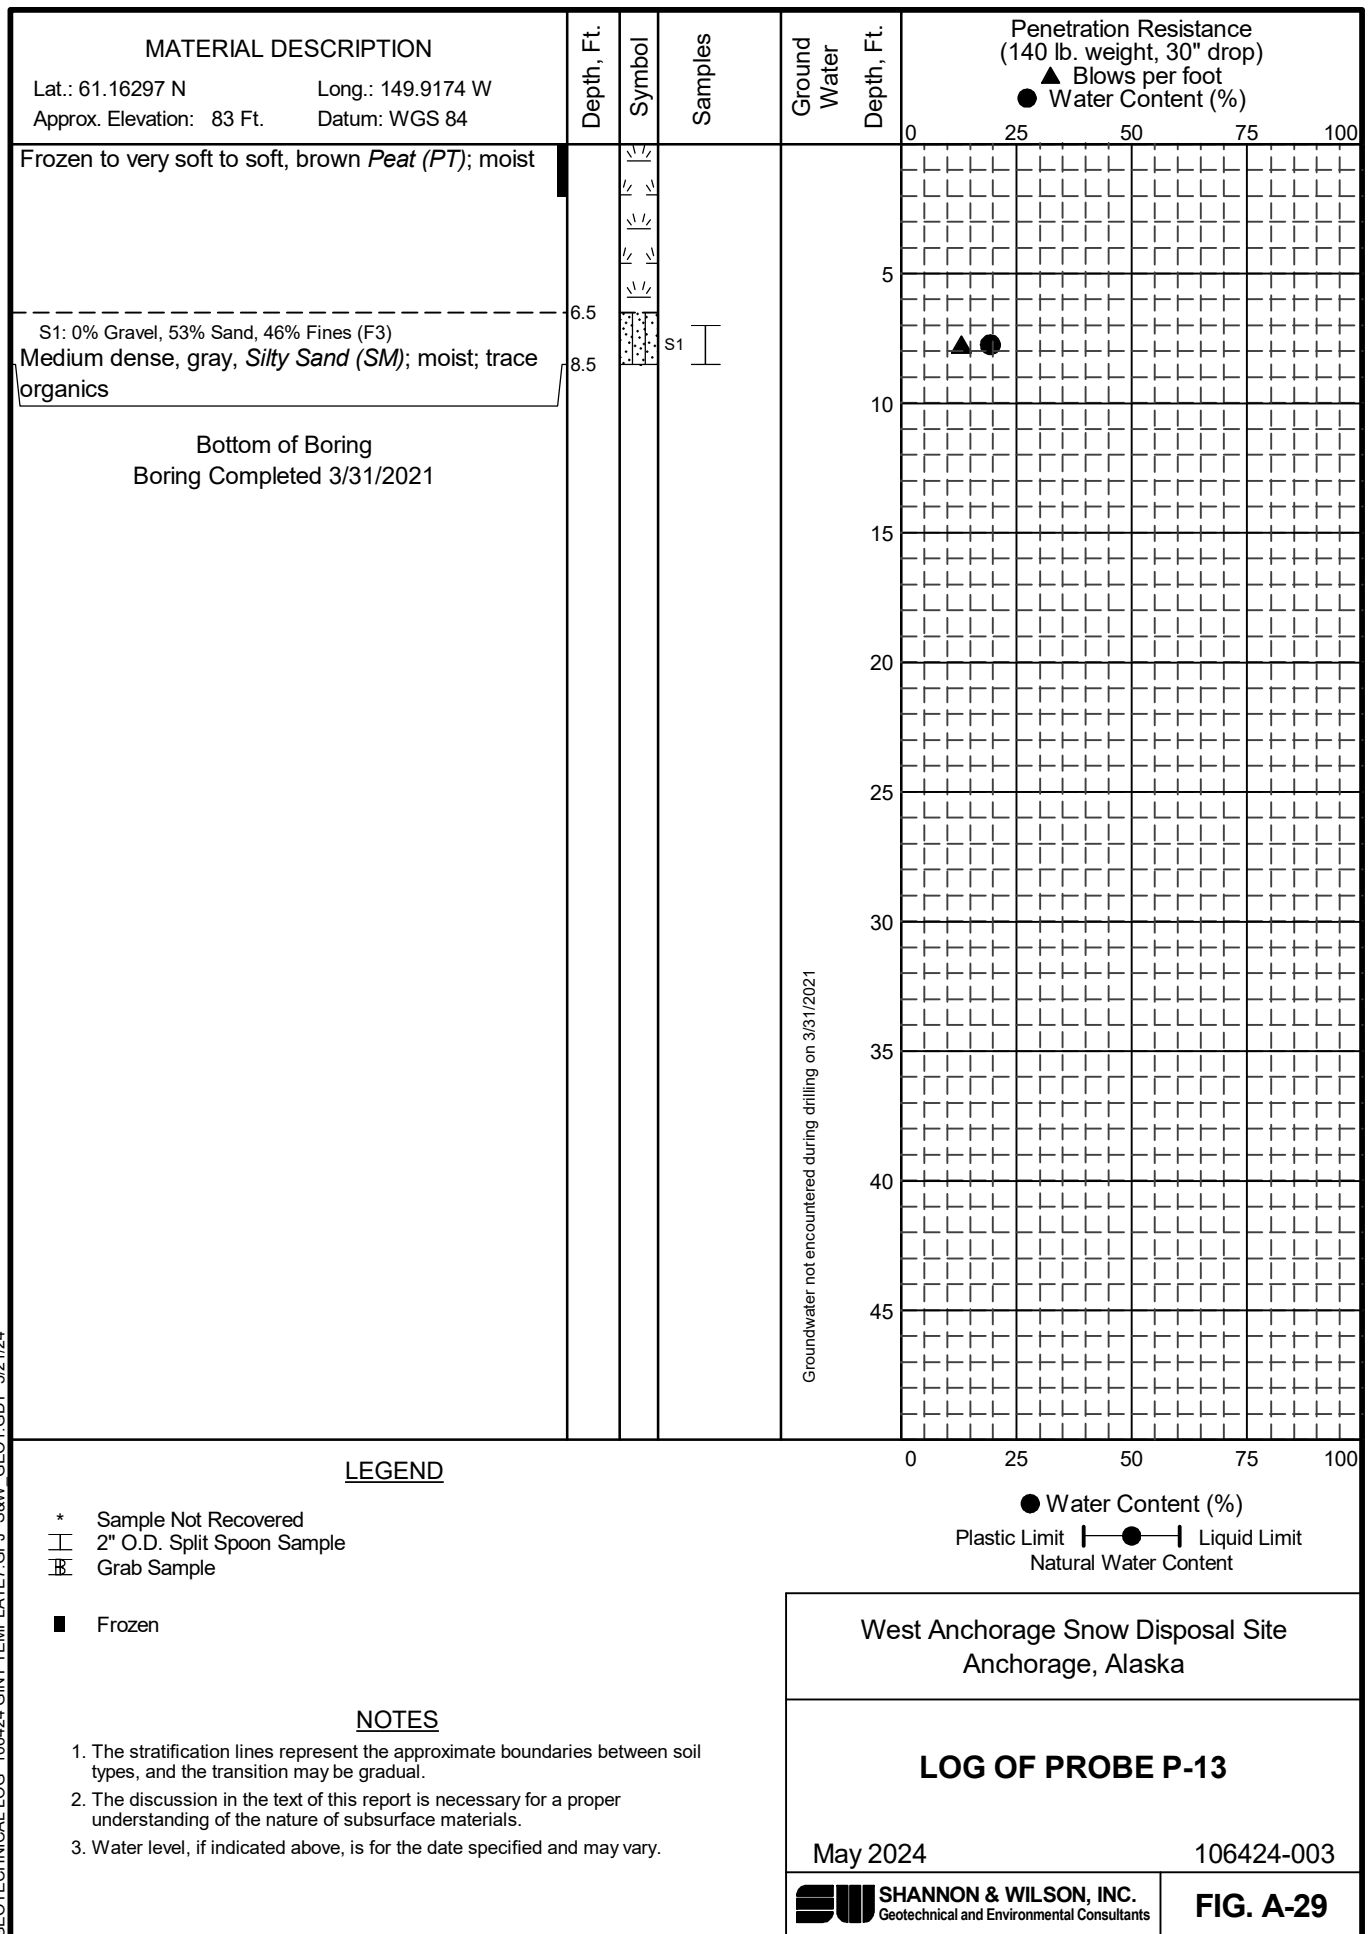 MATERIAL DESCRIPTION
Lat.: 61.16297 N Long.: 149.9174 W
Approx. Elevation: 83 Ft. Datum: WGS 84
Depth, Ft.
Symbol
Samples
Ground
Water
Depth, Ft.
Penetration Resistance
(140 lb. weight, 30" drop)
▲ Blows per foot
● Water Content (%)
0 25 50 75 100
Frozen to very soft to soft, brown Peat (PT); moist
6.5
S1: 0% Gravel, 53% Sand, 46% Fines (F3)
Medium dense, gray, Silty Sand (SM); moist; trace
organics
8.5
S1
Bottom of Boring
Boring Completed 3/31/2021
Groundwater not encountered during drilling on 3/31/2021
5
10
15
20
25
30
35
40
45
0 25 50 75 100
LEGEND
* Sample Not Recovered
2" O.D. Split Spoon Sample
Grab Sample
Frozen
● Water Content (%)
Plastic Limit Liquid Limit
Natural Water Content
NOTES
1. The stratification lines represent the approximate boundaries between soil
types, and the transition may be gradual.
2. The discussion in the text of this report is necessary for a proper
understanding of the nature of subsurface materials.
3. Water level, if indicated above, is for the date specified and may vary.
West Anchorage Snow Disposal Site
Anchorage, Alaska
LOG OF PROBE P-13
May 2024 106424-003
SHANNON & WILSON, INC.
Geotechnical and Environmental Consultants
FIG. A-29